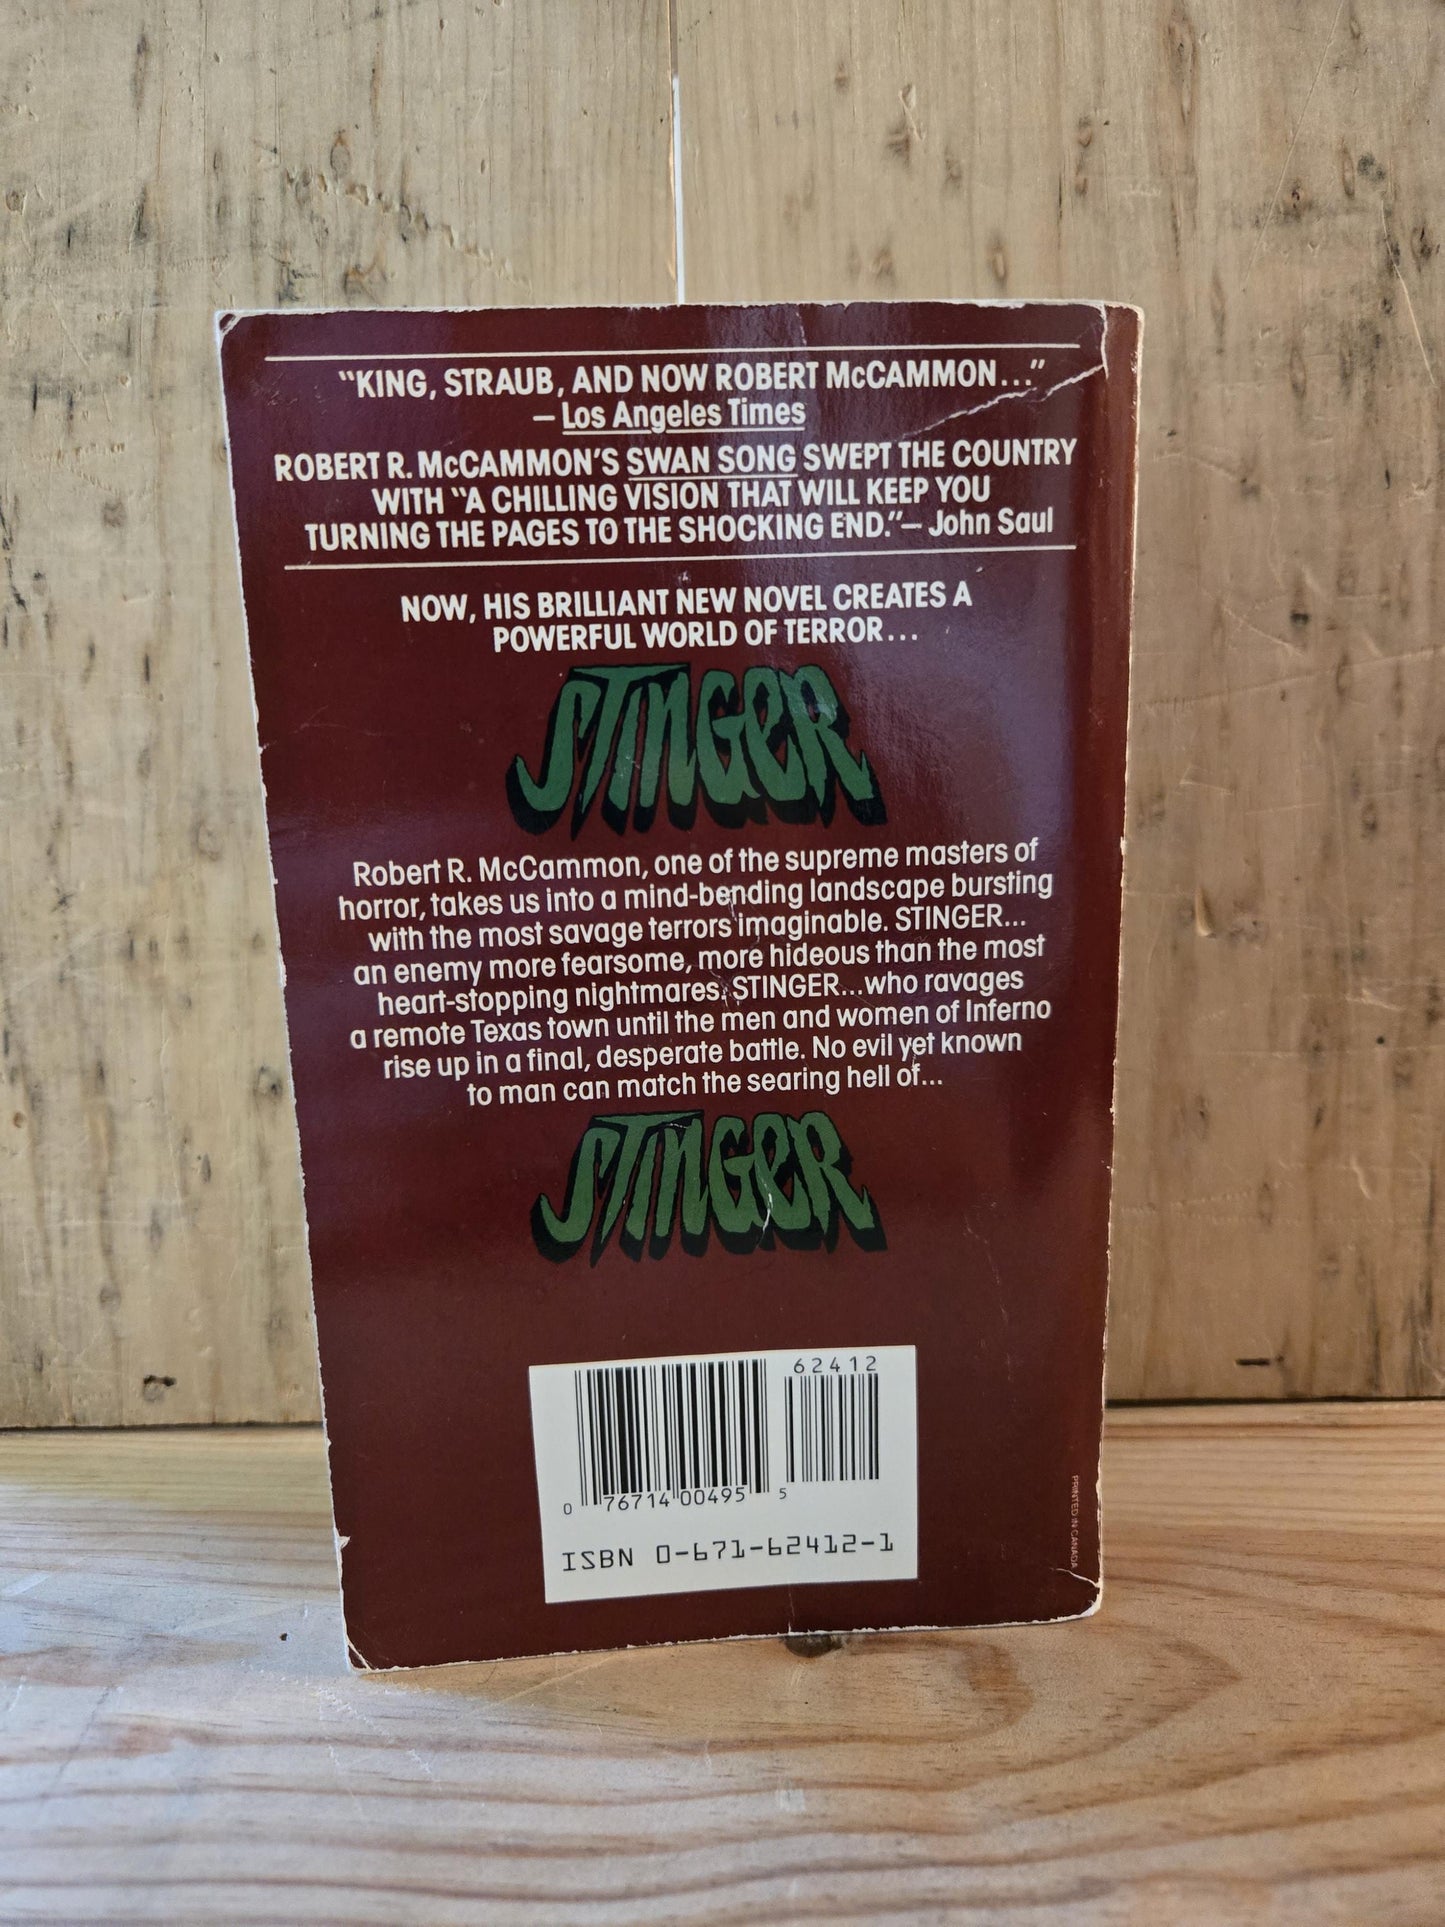 "KING, STRAUB, AND NOW ROBERT McCAMMON..."
— Los Angeles Times
ROBERT R. McCAMMON'S SWAN SONG SWEPT THE COUNTRY
WITH "A CHILLING VISION THAT WILL KEEP YOU
TURNING THE PAGES TO THE SHOCKING END."— John Saul
NOW, HIS BRILLIANT NEW NOVEL CREATES A
POWERFUL WORLD OF TERROR...
STINGER
Robert R. McCammon, one of the supreme masters of
horror, takes us into a mind-bending landscape bursting
with the most savage terrors imaginable. STINGER...
an enemy more fearsome, more hideous than the most
heart-stopping nightmares. STINGER...who ravages
a remote Texas town until the men and women of Inferno
rise up in a final, desperate battle. No evil yet known
to man can match the searing hell of...
STINGER
62412
0 76714 00495 5
ISBN 0-671-62412-1
PRINTED IN CANADA